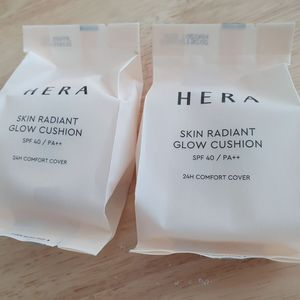 HERA
SKIN RADIANT
GLOW CUSHION
SPF 40 / PA++
24H COMFORT COVER
HERA
SKIN RADIANT
GLOW CUSHION
SPF 40 / PA++
24H COMFORT COVER